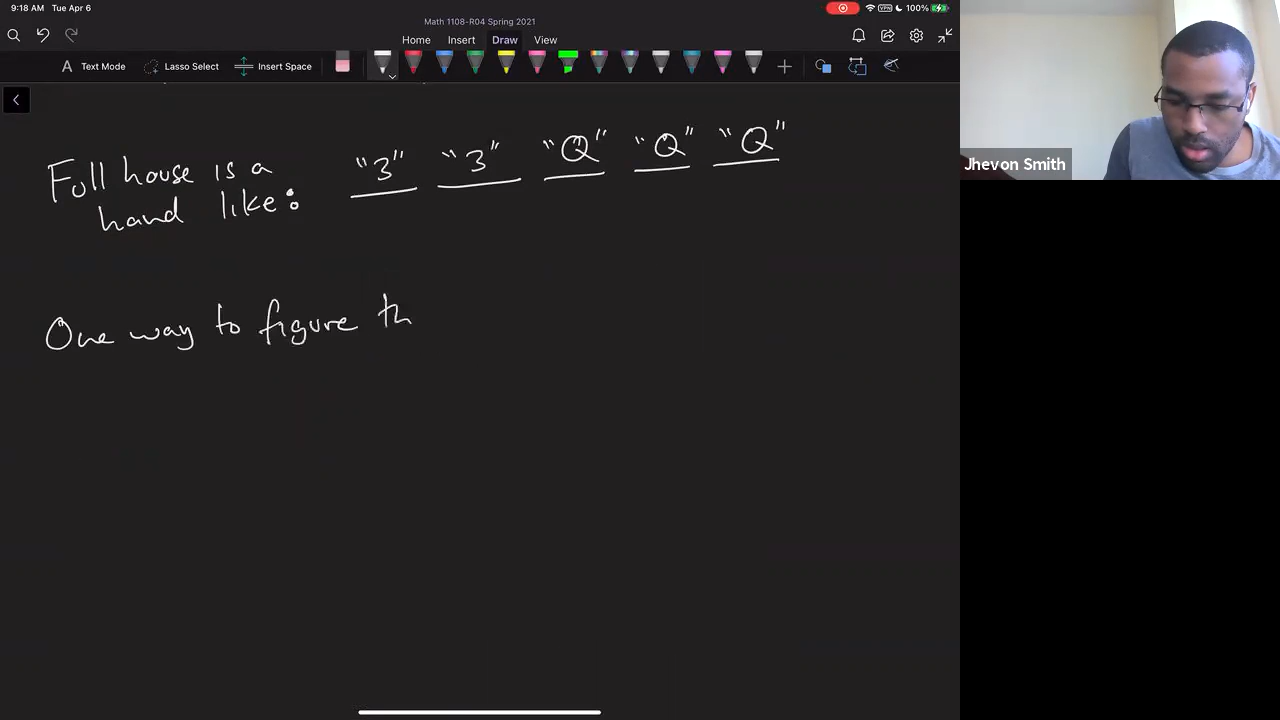 9:18 AM Tue Apr 6
VPN 100%
Math 1108-R04 Spring 2021
Home Insert Draw View
A Text Mode Lasso Select Insert Space
Full house is a
hand like: "3" "3" "Q" "Q" "Q"
One way to figure th
Jhevon Smith